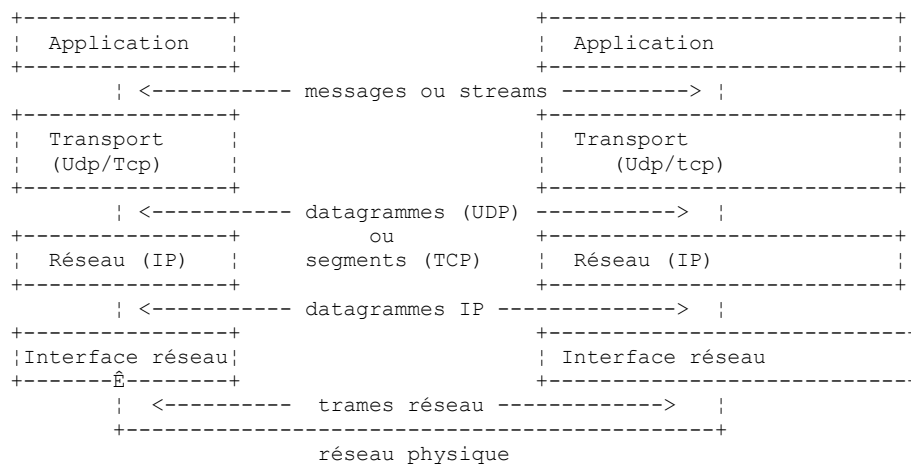 Application Application
messages ou streams
Transport Transport
(Udp/Tcp) (Udp/tcp)
datagrammes (UDP)
ou
Réseau (IP) segments (TCP) Réseau (IP)
datagrammes IP
Interface réseau Interface réseau
Ê
trames réseau
réseau physique